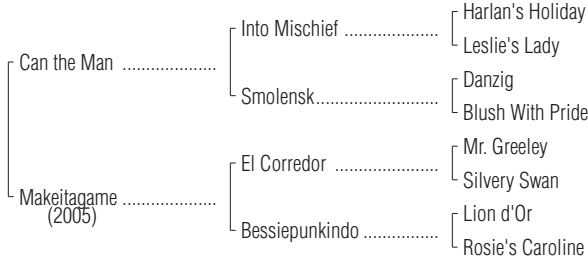 Harlan's Holiday
Into Mischief ....................
Leslie's Lady
Can the Man ....................
Danzig
Smolensk..........................
Blush With Pride
Mr. Greeley
El Corredor ......................
Silvery Swan
Makeitagame ....................
(2005)
Lion d'Or
Bessiepunkindo ................
Rosie's Caroline